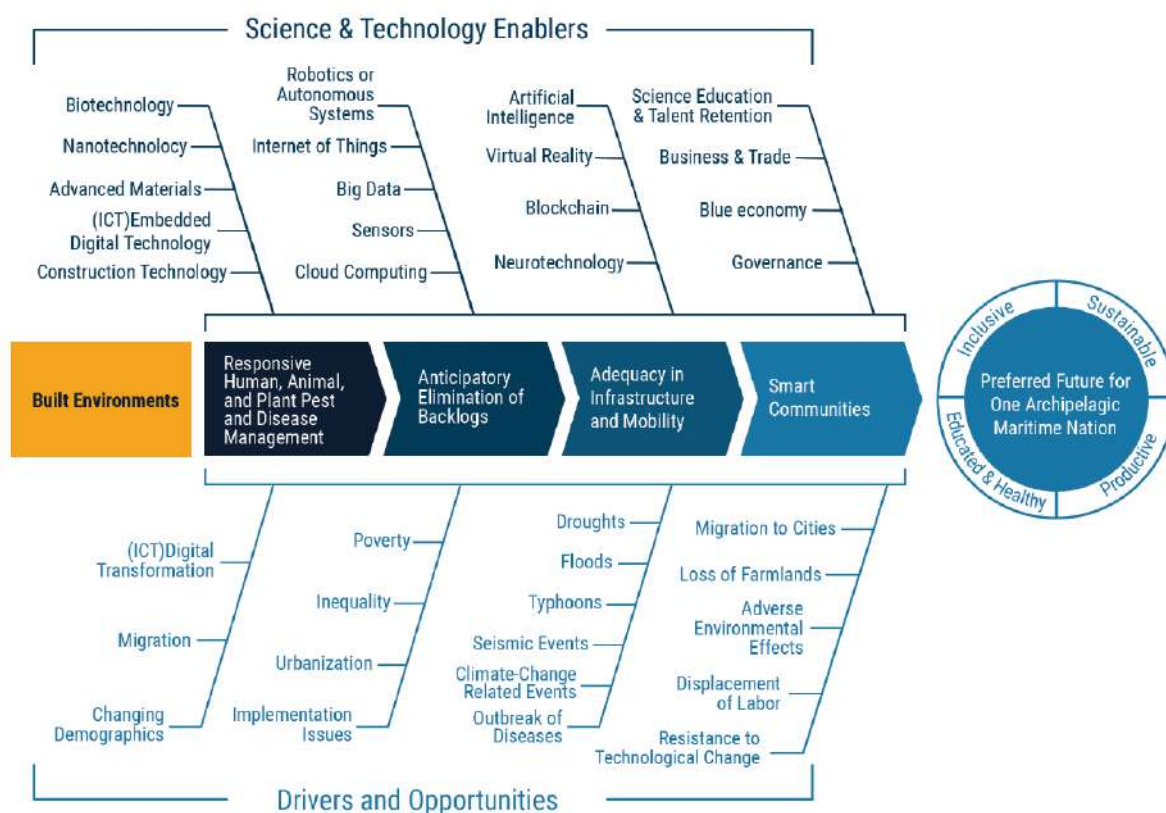 Science & Technology Enablers
Biotechnology
Nanotechnolocy
Advanced Materials
(ICT)Embedded
Digital Technology
Construction Technology
Robotics or
Autonomous
Systems
Internet of Things
Big Data
Sensors
Cloud Computing
Artificial
Intelligence
Virtual Reality
Blockchain
Neurotechnology
Science Education
& Talent Retention
Business & Trade
Blue economy
Governance
Built Environments
Responsive
Human, Animal,
and Plant Pest
and Disease
Management
Anticipatory
Elimination of
Backlogs
Adequacy in
Infrastructure
and Mobility
Smart
Communities
Inclusive
Sustainable
Preferred Future for
One Archipelagic
Maritime Nation
Educated & Healthy
Productive
(ICT)Digital
Transformation
Migration
Changing
Demographics
Poverty
Inequality
Urbanization
Implementation
Issues
Droughts
Floods
Typhoons
Seismic Events
Climate-Change
Related Events
Outbreak of
Diseases
Migration to Cities
Loss of Farmlands
Adverse
Environmental
Effects
Displacement
of Labor
Resistance to
Technological Change
Drivers and Opportunities